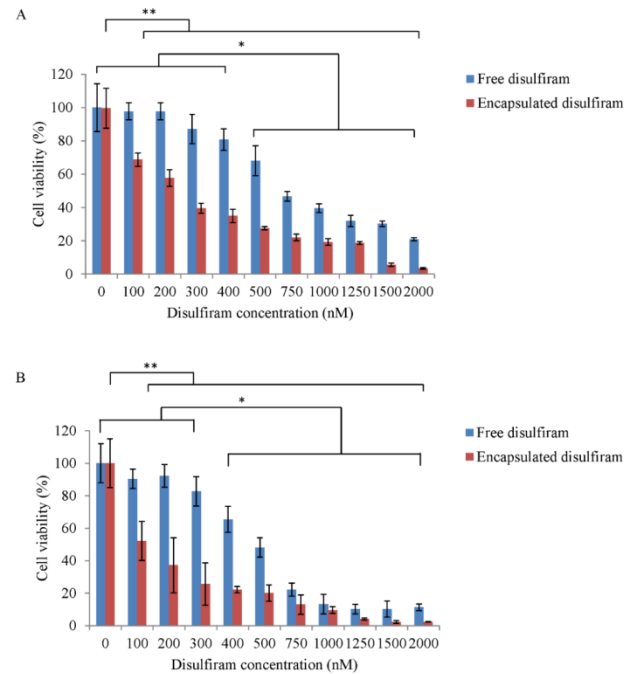 A
**
*
120
100
80
60
40
20
0
Cell viability (%)
0 100 200 300 400 500 750 1000 1250 1500 2000
Disulfiram concentration (nM)
Free disulfiram
Encapsulated disulfiram
B
**
*
120
100
80
60
40
20
0
Cell viability (%)
0 100 200 300 400 500 750 1000 1250 1500 2000
Disulfiram concentration (nM)
Free disulfiram
Encapsulated disulfiram